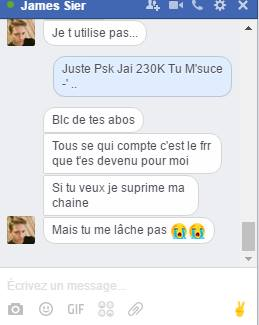 James Sier
Je t utilise pas...
Juste Psk Jai 230K Tu M'suce
-' ..
Blc de tes abos
Tous se qui compte c'est le frr
que t'es devenu pour moi
Si tu veux je suprime ma
chaine
Mais tu me lâche pas 😭😭
Écrivez un message...
GIF